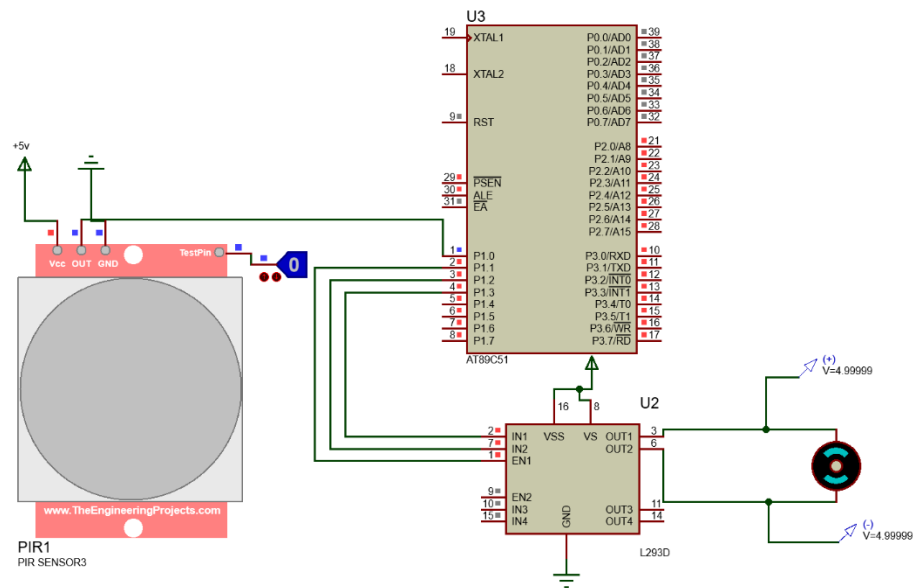 U3
19 XTAL1
18 XTAL2
9 RST
29 PSEN
30 ALE
31 EA
1 P1.0
2 P1.1
3 P1.2
4 P1.3
5 P1.4
6 P1.5
7 P1.6
8 P1.7
P0.0/AD0 39
P0.1/AD1 38
P0.2/AD2 37
P0.3/AD3 36
P0.4/AD4 35
P0.5/AD5 34
P0.6/AD6 33
P0.7/AD7 32
P2.0/A8 21
P2.1/A9 22
P2.2/A10 23
P2.3/A11 24
P2.4/A12 25
P2.5/A13 26
P2.6/A14 27
P2.7/A15 28
P3.0/RXD 10
P3.1/TXD 11
P3.2/INT0 12
P3.3/INT1 13
P3.4/T0 14
P3.5/T1 15
P3.6/WR 16
P3.7/RD 17
AT89C51
+5v
Vcc OUT GND TestPin
0
www.TheEngineeringProjects.com
PIR1
PIR SENSOR3
U2
16 8
VSS VS
2 IN1
7 IN2
1 EN1
9 EN2
10 IN3
15 IN4
OUT1 3
OUT2 6
OUT3 11
OUT4 14
GND
L293D
(+)
V=4.99999
(-)
V=4.99999